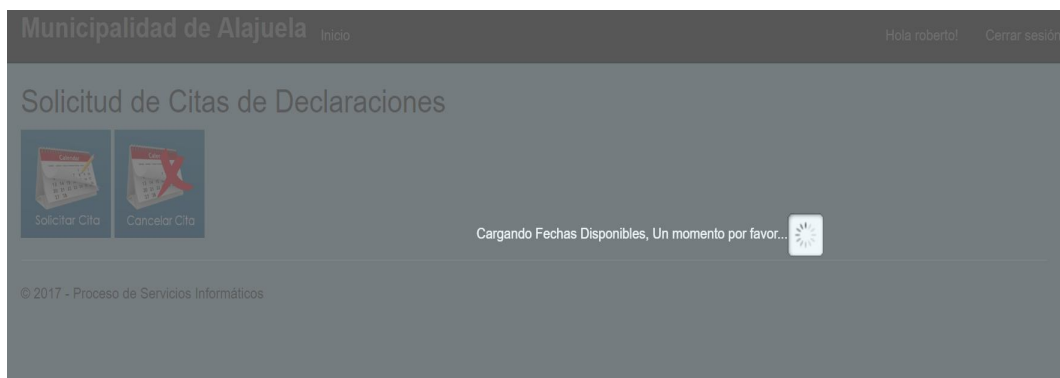 Municipalidad de Alajuela Inicio Hola roberto! Cerrar sesión
Solicitud de Citas de Declaraciones
Solicitar Cita Cancelar Cita
Cargando Fechas Disponibles, Un momento por favor...
© 2017 - Proceso de Servicios Informáticos